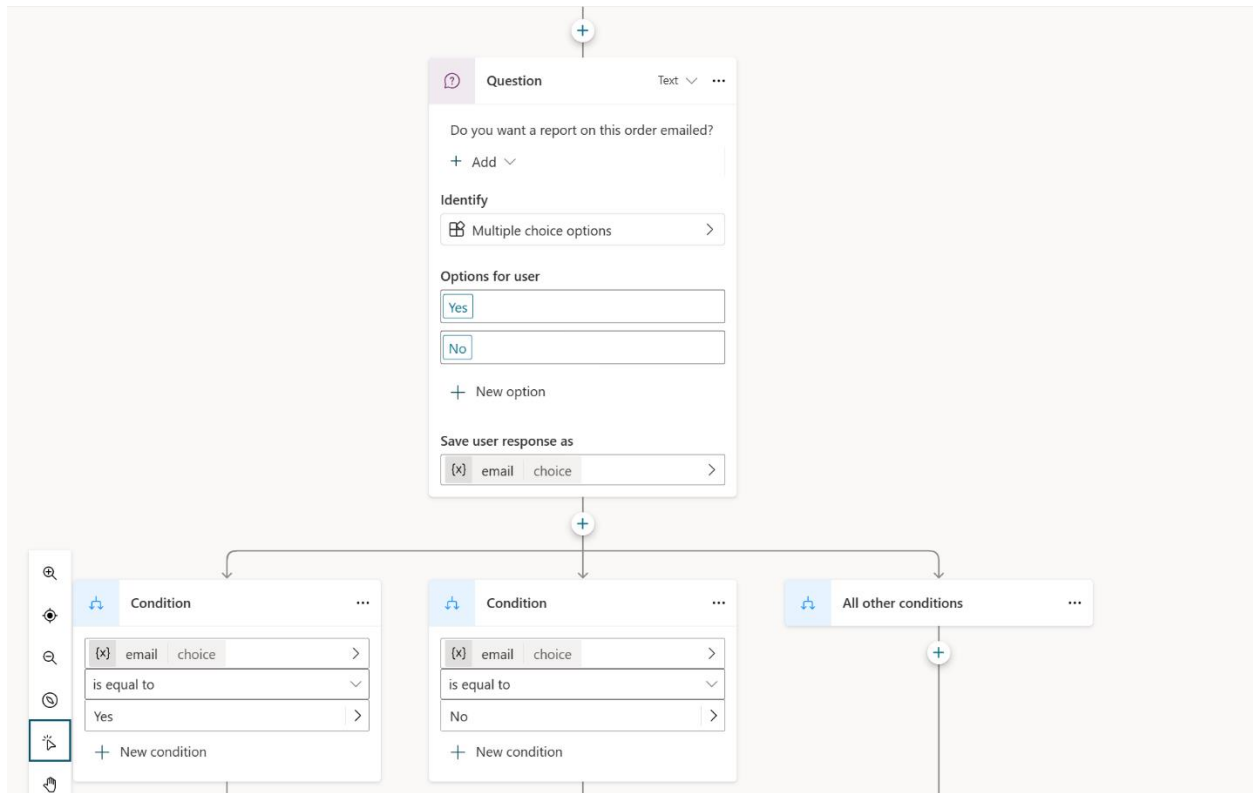 Question Text
Do you want a report on this order emailed?
Add
Identify
Multiple choice options
Options for user
Yes
No
New option
Save user response as
{x} email choice
Condition
{x} email choice
is equal to
Yes
New condition
Condition
{x} email choice
is equal to
No
New condition
All other conditions